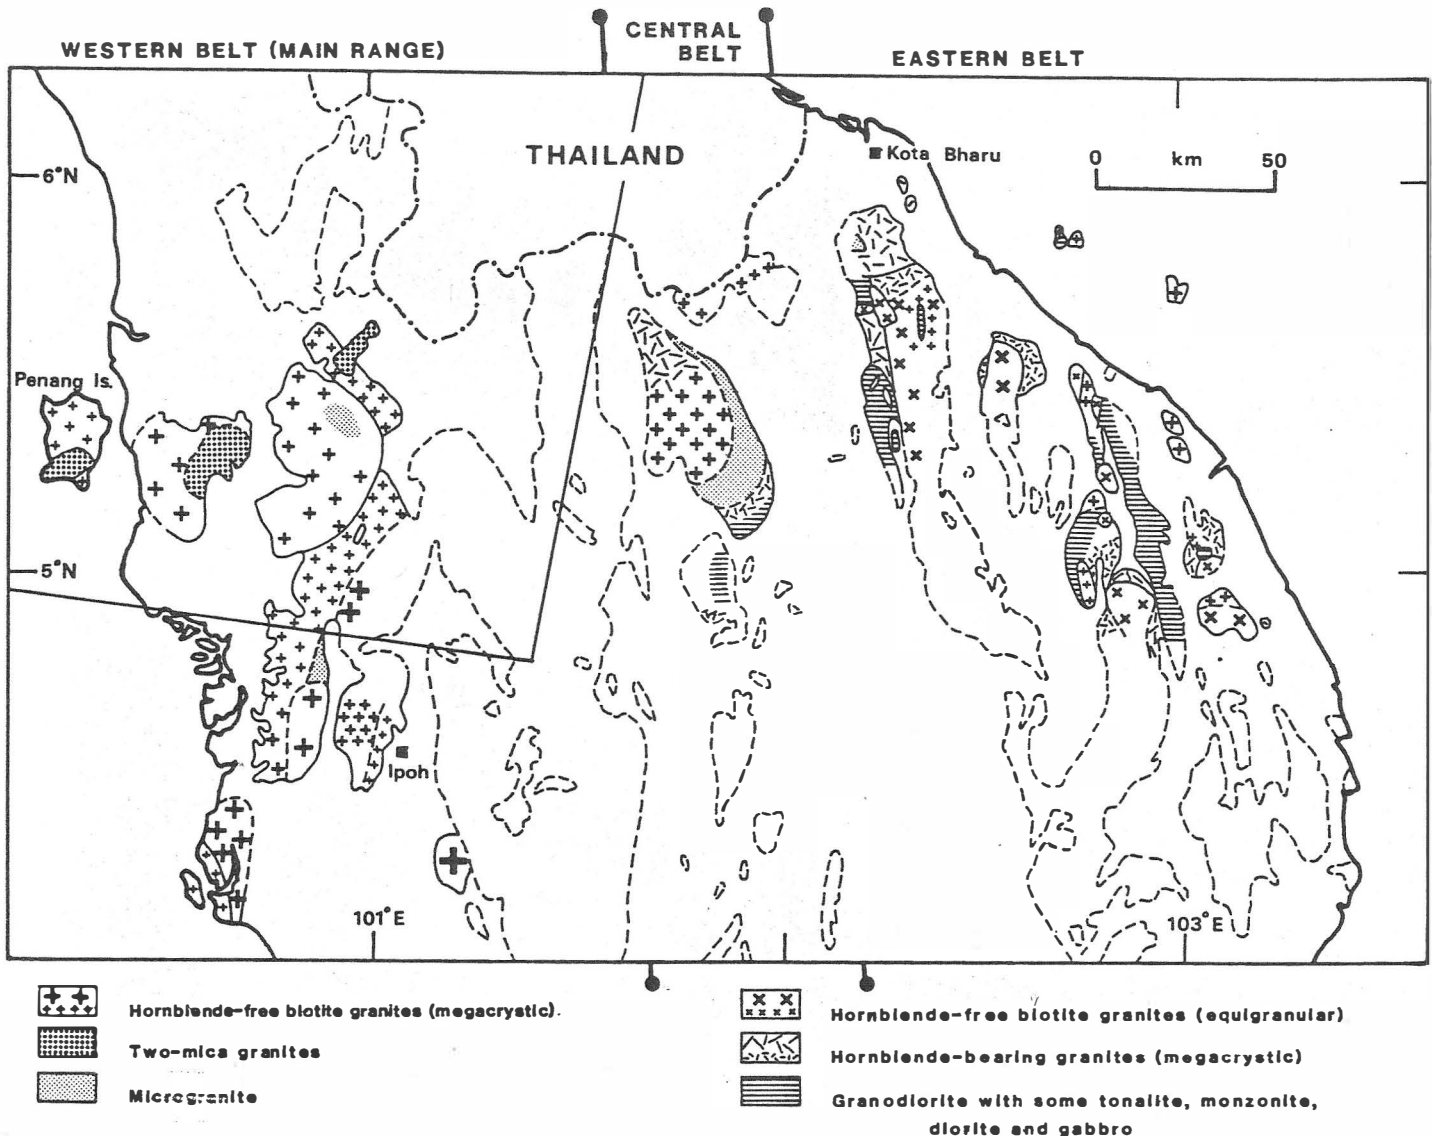 WESTERN BELT (MAIN RANGE)
CENTRAL
BELT
EASTERN BELT
THAILAND
Kota Bharu
0 km 50
6°N
Penang Is.
5°N
Ipoh
101°E
103°E
Hornblende-free biotite granites (megacrystic).
Two-mica granites
Microgranite
Hornblende-free biotite granites (equigranular)
Hornblende-bearing granites (megacrystic)
Granodiorite with some tonalite, monzonite,
diorite and gabbro